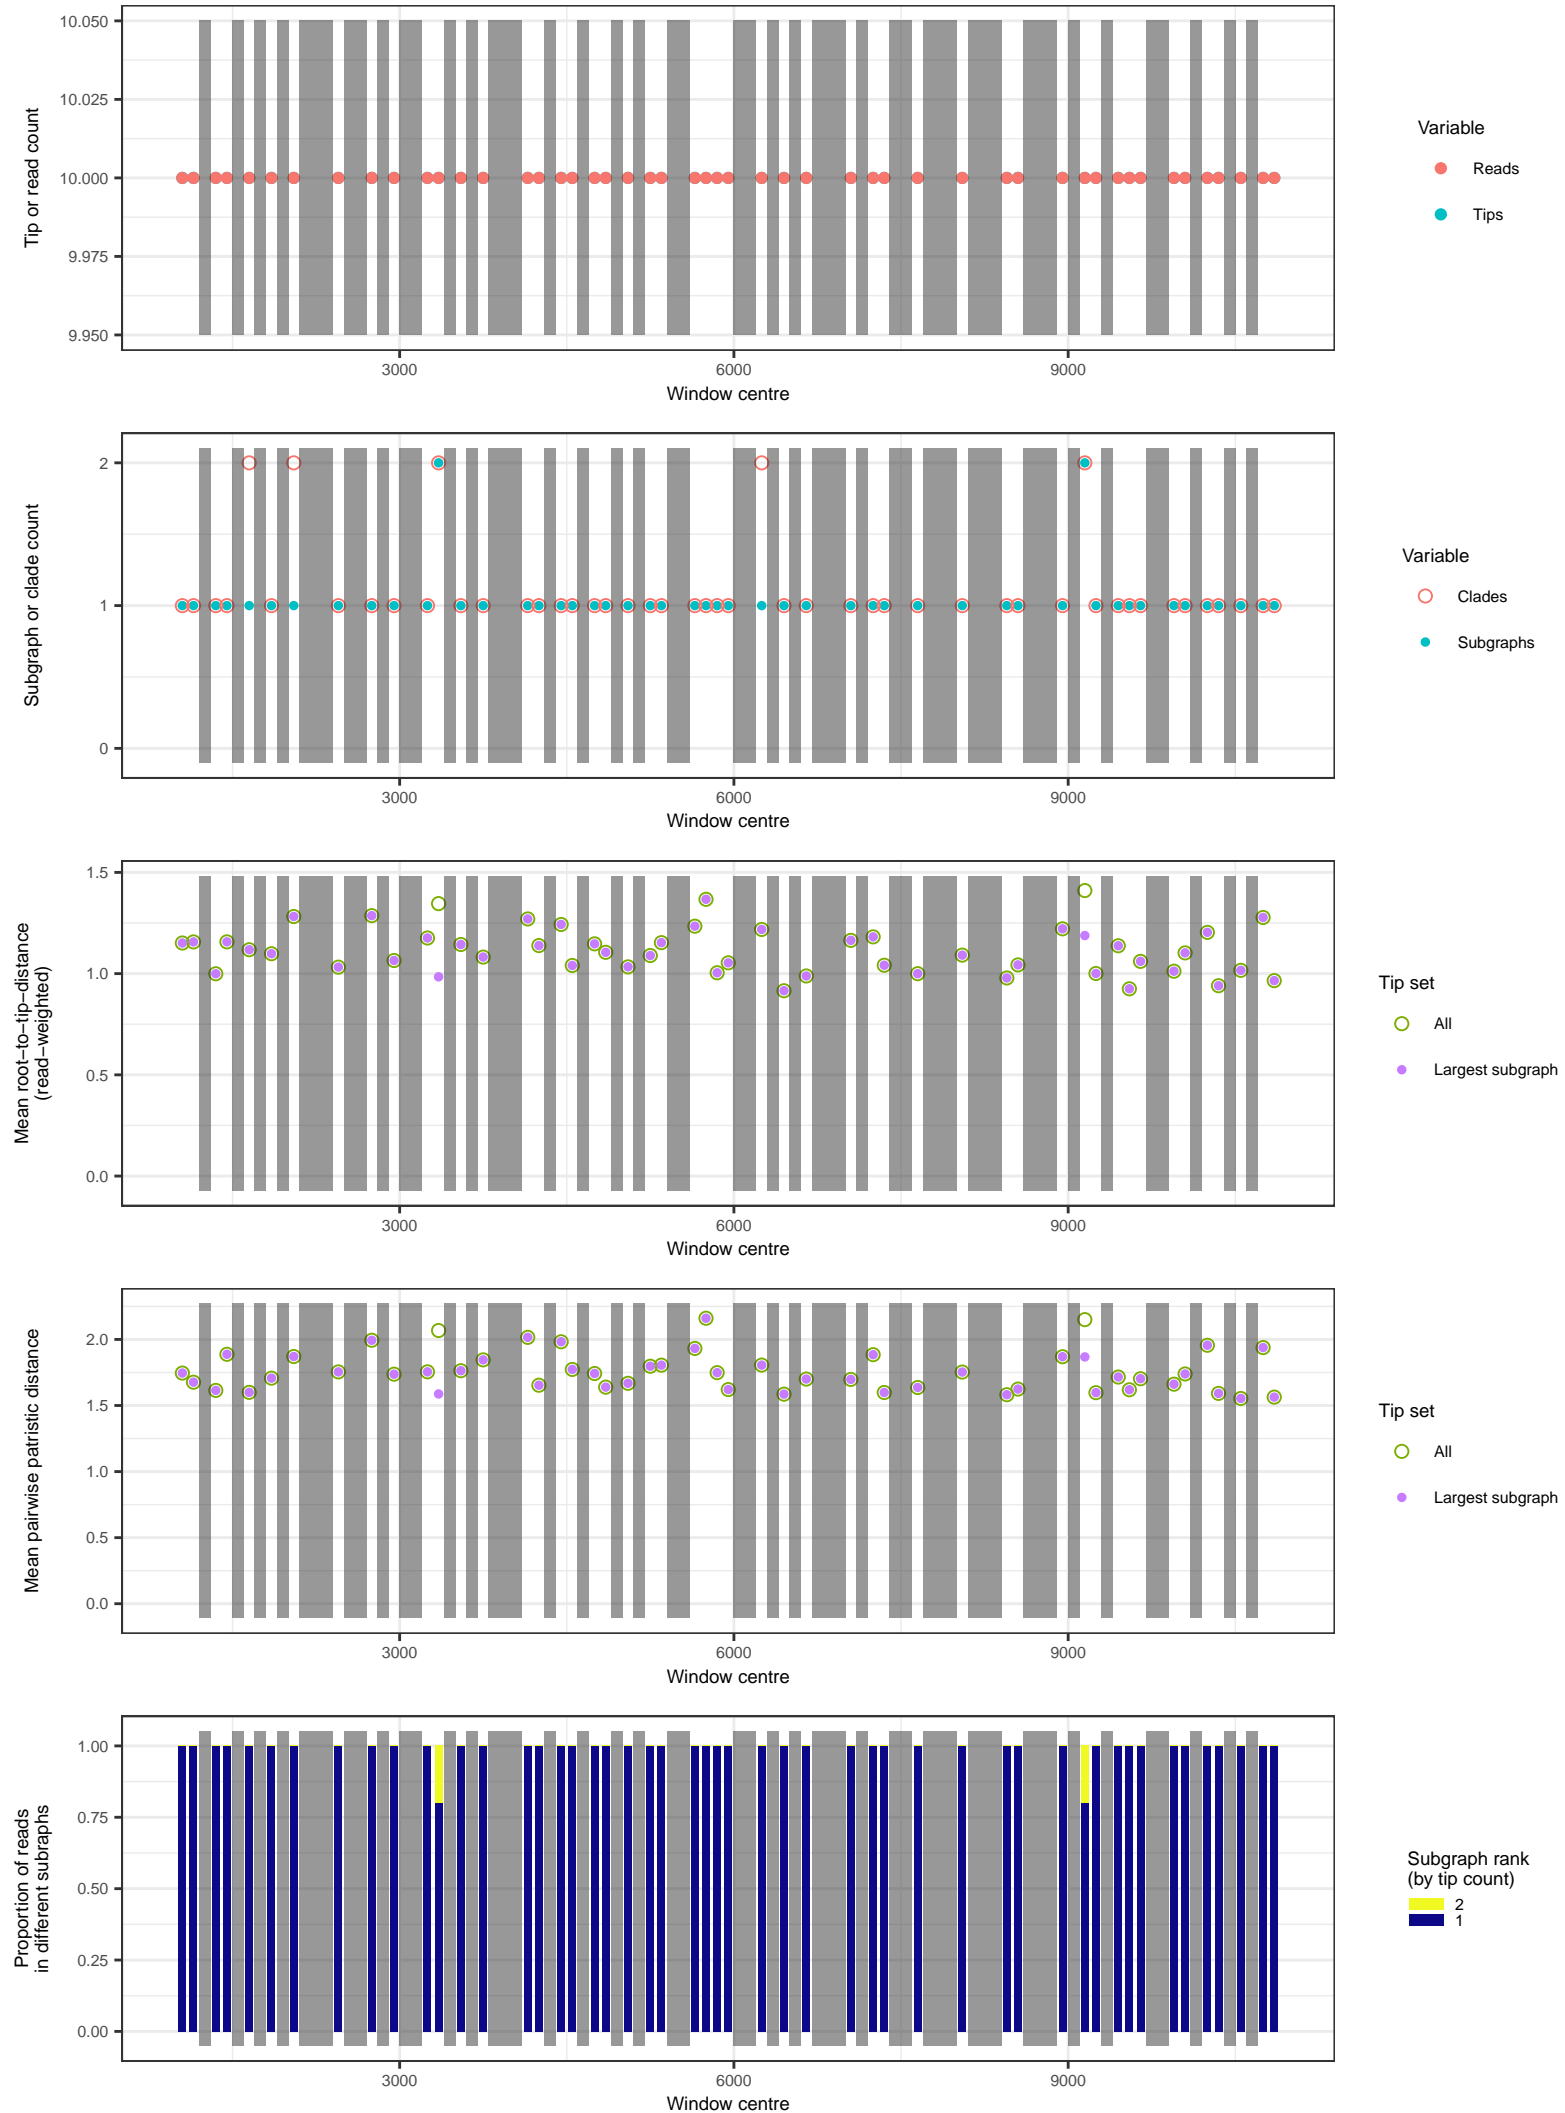 10.050
10.025
10.000
9.975
9.950
Tip or read count
3000
6000
9000
Window centre
Variable
Reads
Tips
2
1
0
Subgraph or clade count
3000
6000
9000
Window centre
Variable
Clades
Subgraphs
1.5
1.0
0.5
0.0
Mean root−to−tip−distance
(read−weighted)
3000
6000
9000
Window centre
Tip set
All
Largest subgraph
2.0
1.5
1.0
0.5
0.0
Mean pairwise patristic distance
3000
6000
9000
Window centre
Tip set
All
Largest subgraph
1.00
0.75
0.50
0.25
0.00
Proportion of reads
in different subraphs
3000
6000
9000
Window centre
Subgraph rank
(by tip count)
2
1